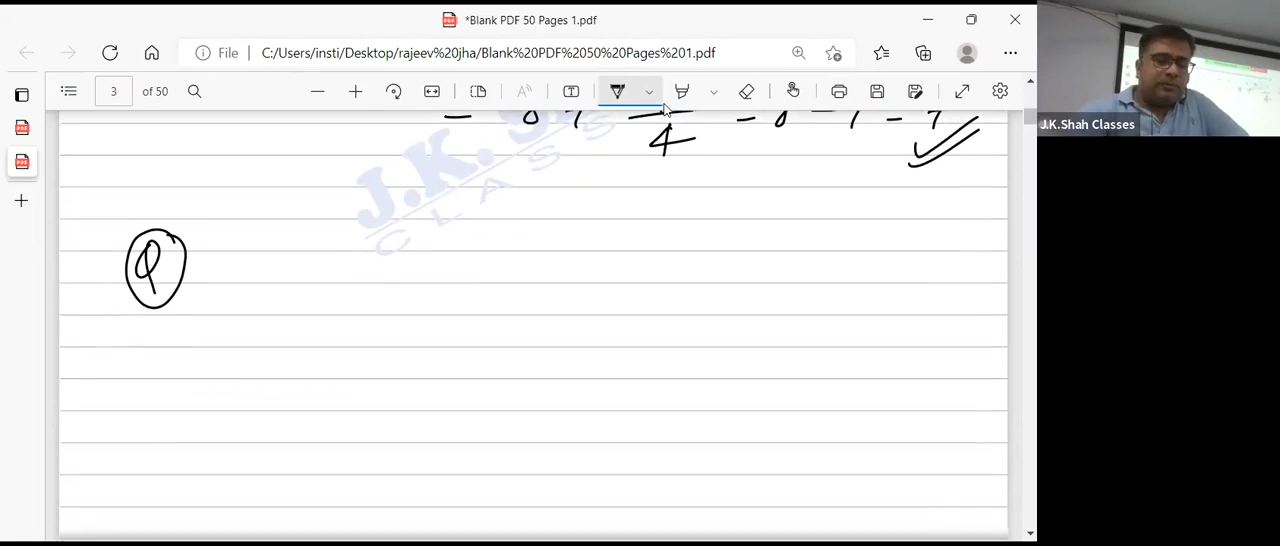 *Blank PDF 50 Pages 1.pdf
File C:/Users/insti/Desktop/rajeev%20jha/Blank%20PDF%2050%20Pages%201.pdf
3 of 50
J.K.Shah Classes
4
J.K. S
CLASS
Q